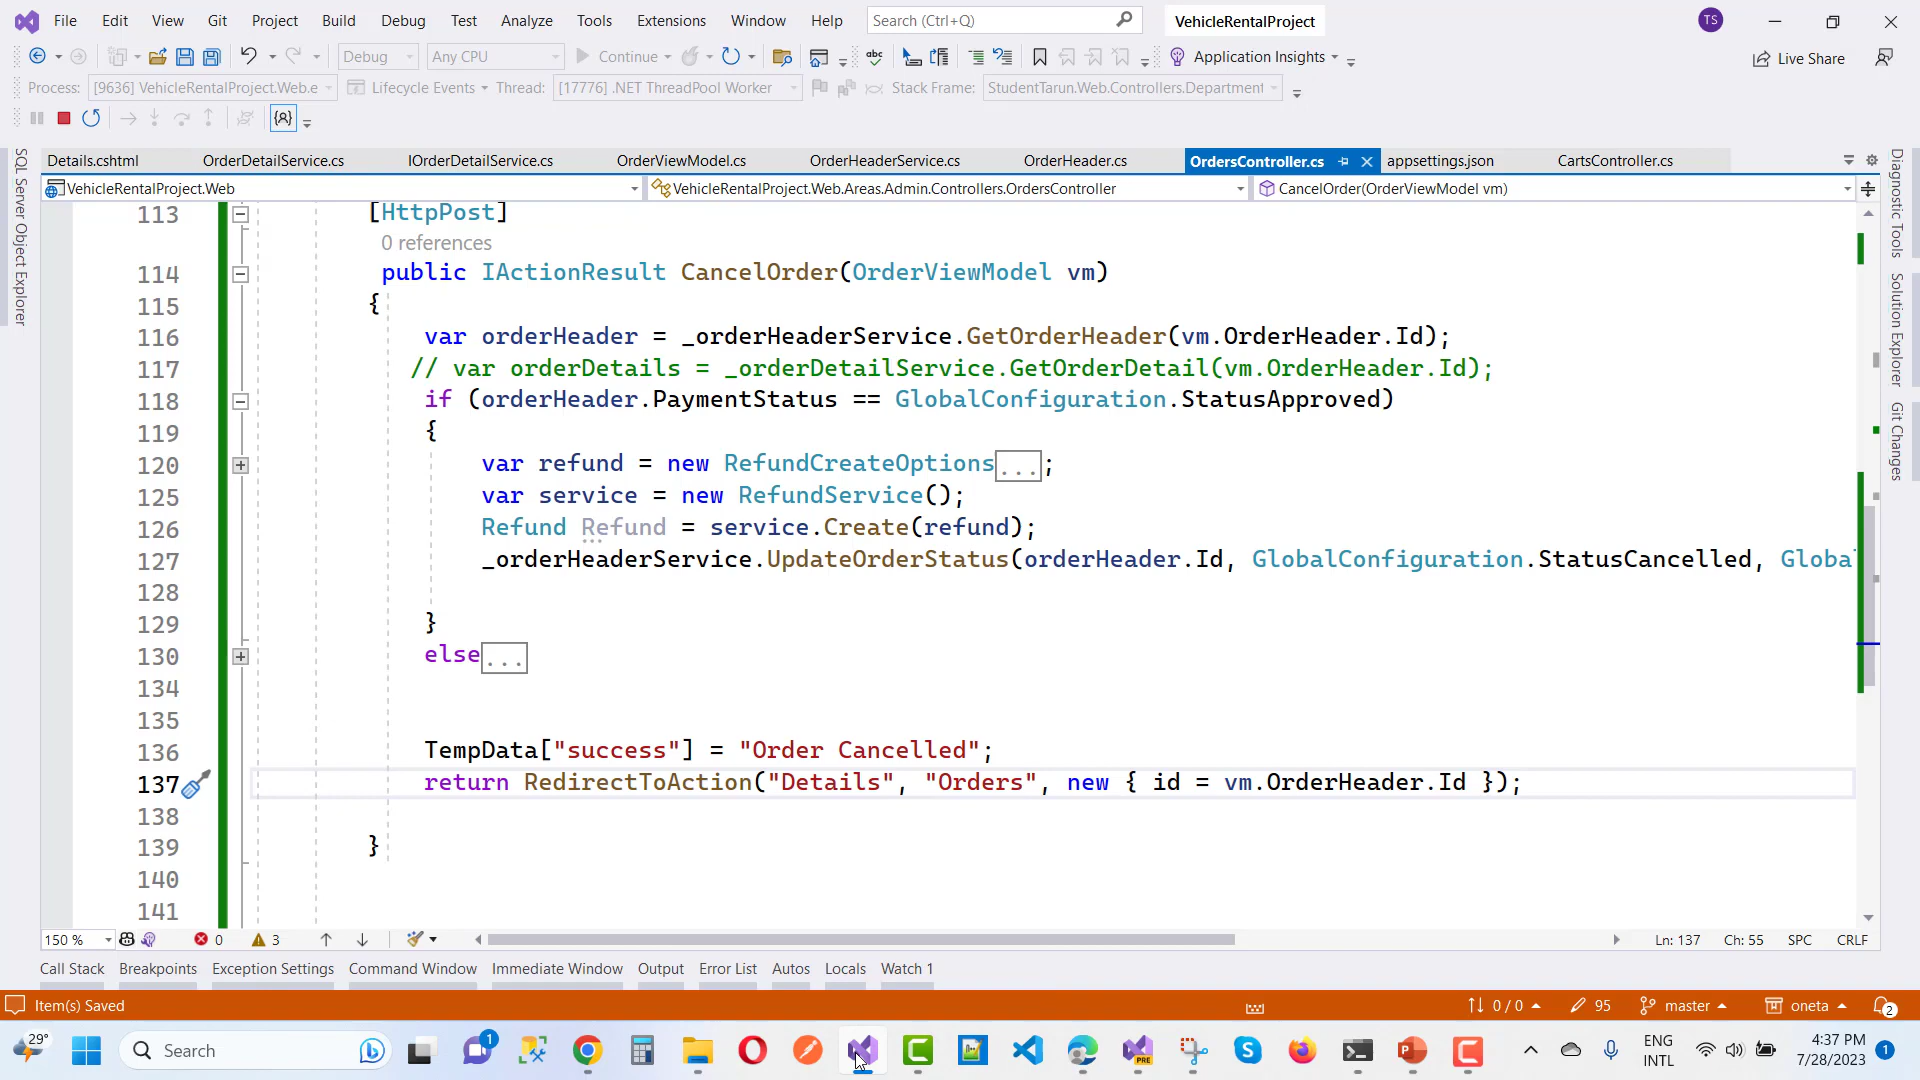 File Edit View Git Project Build Debug Test Analyze Tools Extensions Window Help Search (Ctrl+Q) VehicleRentalProject TS
Debug Any CPU Continue Application Insights Live Share
Process: [9636] VehicleRentalProject.Web.e Lifecycle Events Thread: [17776] .NET ThreadPool Worker Stack Frame: StudentTarun.Web.Controllers.Department
Details.cshtml OrderDetailService.cs IOrderDetailService.cs OrderViewModel.cs OrderHeaderService.cs OrderHeader.cs OrdersController.cs appsettings.json CartsController.cs
VehicleRentalProject.Web VehicleRentalProject.Web.Areas.Admin.Controllers.OrdersController CancelOrder(OrderViewModel vm)
SQL Server Object Explorer
Diagnostic Tools
Solution Explorer
Git Changes
113 [HttpPost]
0 references
114 public IActionResult CancelOrder(OrderViewModel vm)
115 {
116 var orderHeader = _orderHeaderService.GetOrderHeader(vm.OrderHeader.Id);
117 // var orderDetails = _orderDetailService.GetOrderDetail(vm.OrderHeader.Id);
118 if (orderHeader.PaymentStatus == GlobalConfiguration.StatusApproved)
119 {
120 var refund = new RefundCreateOptions...;
125 var service = new RefundService();
126 Refund Refund = service.Create(refund);
127 _orderHeaderService.UpdateOrderStatus(orderHeader.Id, GlobalConfiguration.StatusCancelled, Globa
128
129 }
130 else...
134
135
136 TempData["success"] = "Order Cancelled";
137 return RedirectToAction("Details", "Orders", new { id = vm.OrderHeader.Id });
138
139 }
140
141
150 % 0 3 Ln: 137 Ch: 55 SPC CRLF
Call Stack Breakpoints Exception Settings Command Window Immediate Window Output Error List Autos Locals Watch 1
Item(s) Saved 0 / 0 95 master oneta 2
29° Search 1 PRE ENG INTL 4:37 PM 7/28/2023 1